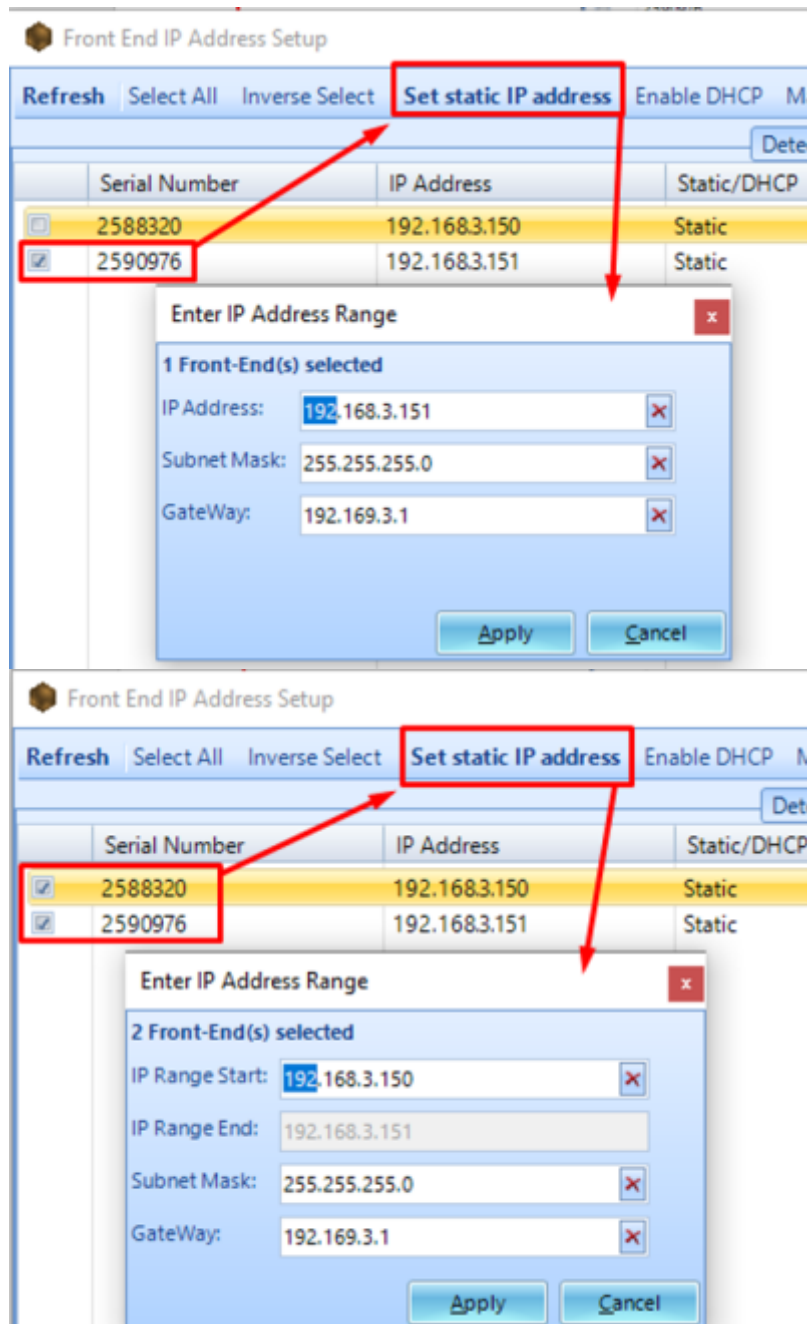 Front End IP Address Setup
Refresh Select All Inverse Select Set static IP address Enable DHCP M
Dete
Serial Number IP Address Static/DHCP
2588320 192.168.3.150 Static
2590976 192.168.3.151 Static
Enter IP Address Range
1 Front-End(s) selected
IP Address: 192.168.3.151
Subnet Mask: 255.255.255.0
GateWay: 192.169.3.1
Apply Cancel
Front End IP Address Setup
Refresh Select All Inverse Select Set static IP address Enable DHCP M
Det
Serial Number IP Address Static/DHCP
2588320 192.168.3.150 Static
2590976 192.168.3.151 Static
Enter IP Address Range
2 Front-End(s) selected
IP Range Start: 192.168.3.150
IP Range End: 192.168.3.151
Subnet Mask: 255.255.255.0
GateWay: 192.169.3.1
Apply Cancel